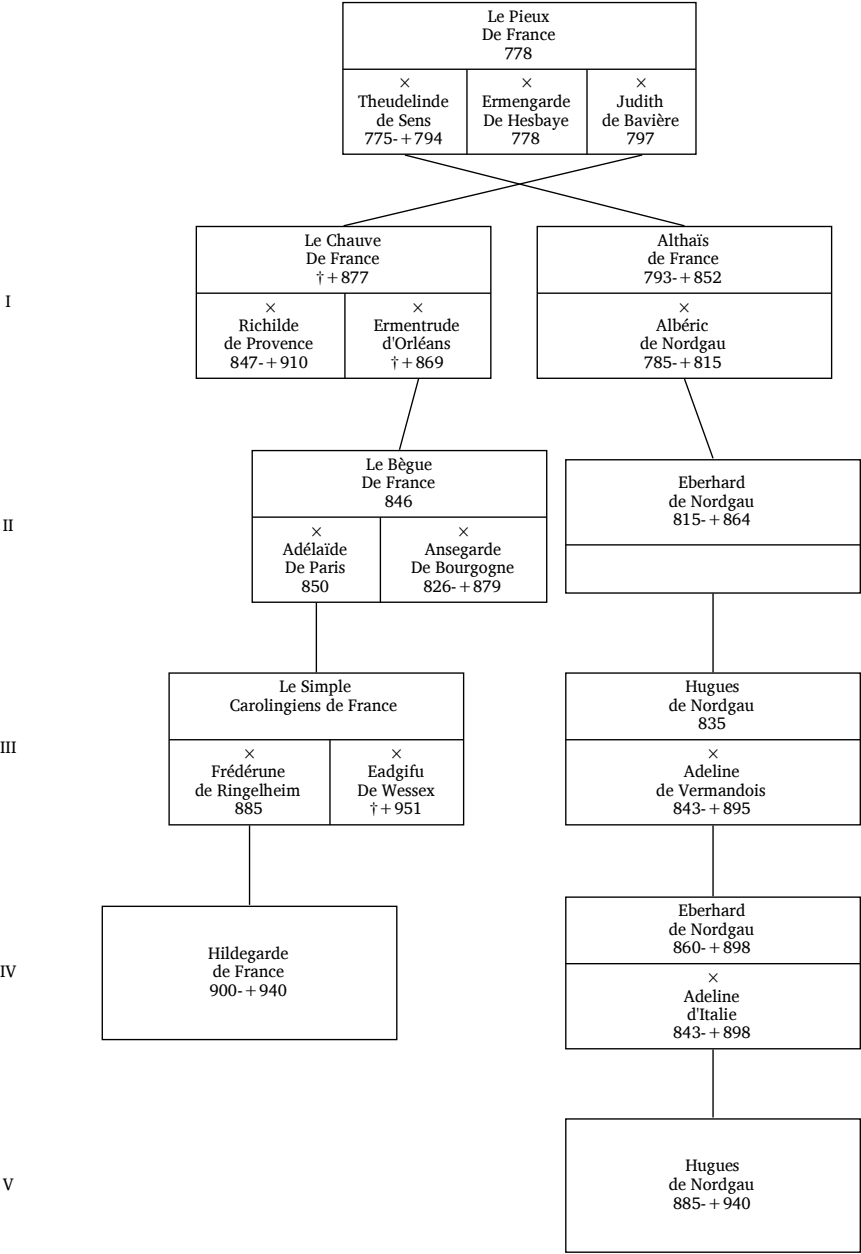 Le Pieux
De France
778
×
Theudelinde
de Sens
775-+794
×
Ermengarde
De Hesbaye
778
×
Judith
de Bavière
797
I
Le Chauve
De France
†+877
×
Richilde
de Provence
847-+910
×
Ermentrude
d'Orléans
†+869
Althaïs
de France
793-+852
×
Albéric
de Nordgau
785-+815
II
Le Bègue
De France
846
×
Adélaïde
De Paris
850
×
Ansegarde
De Bourgogne
826-+879
Eberhard
de Nordgau
815-+864
III
Le Simple
Carolingiens de France
×
Frédérune
de Ringelheim
885
×
Eadgifu
De Wessex
†+951
Hugues
de Nordgau
835
×
Adeline
de Vermandois
843-+895
IV
Hildegarde
de France
900-+940
Eberhard
de Nordgau
860-+898
×
Adeline
d'Italie
843-+898
V
Hugues
de Nordgau
885-+940